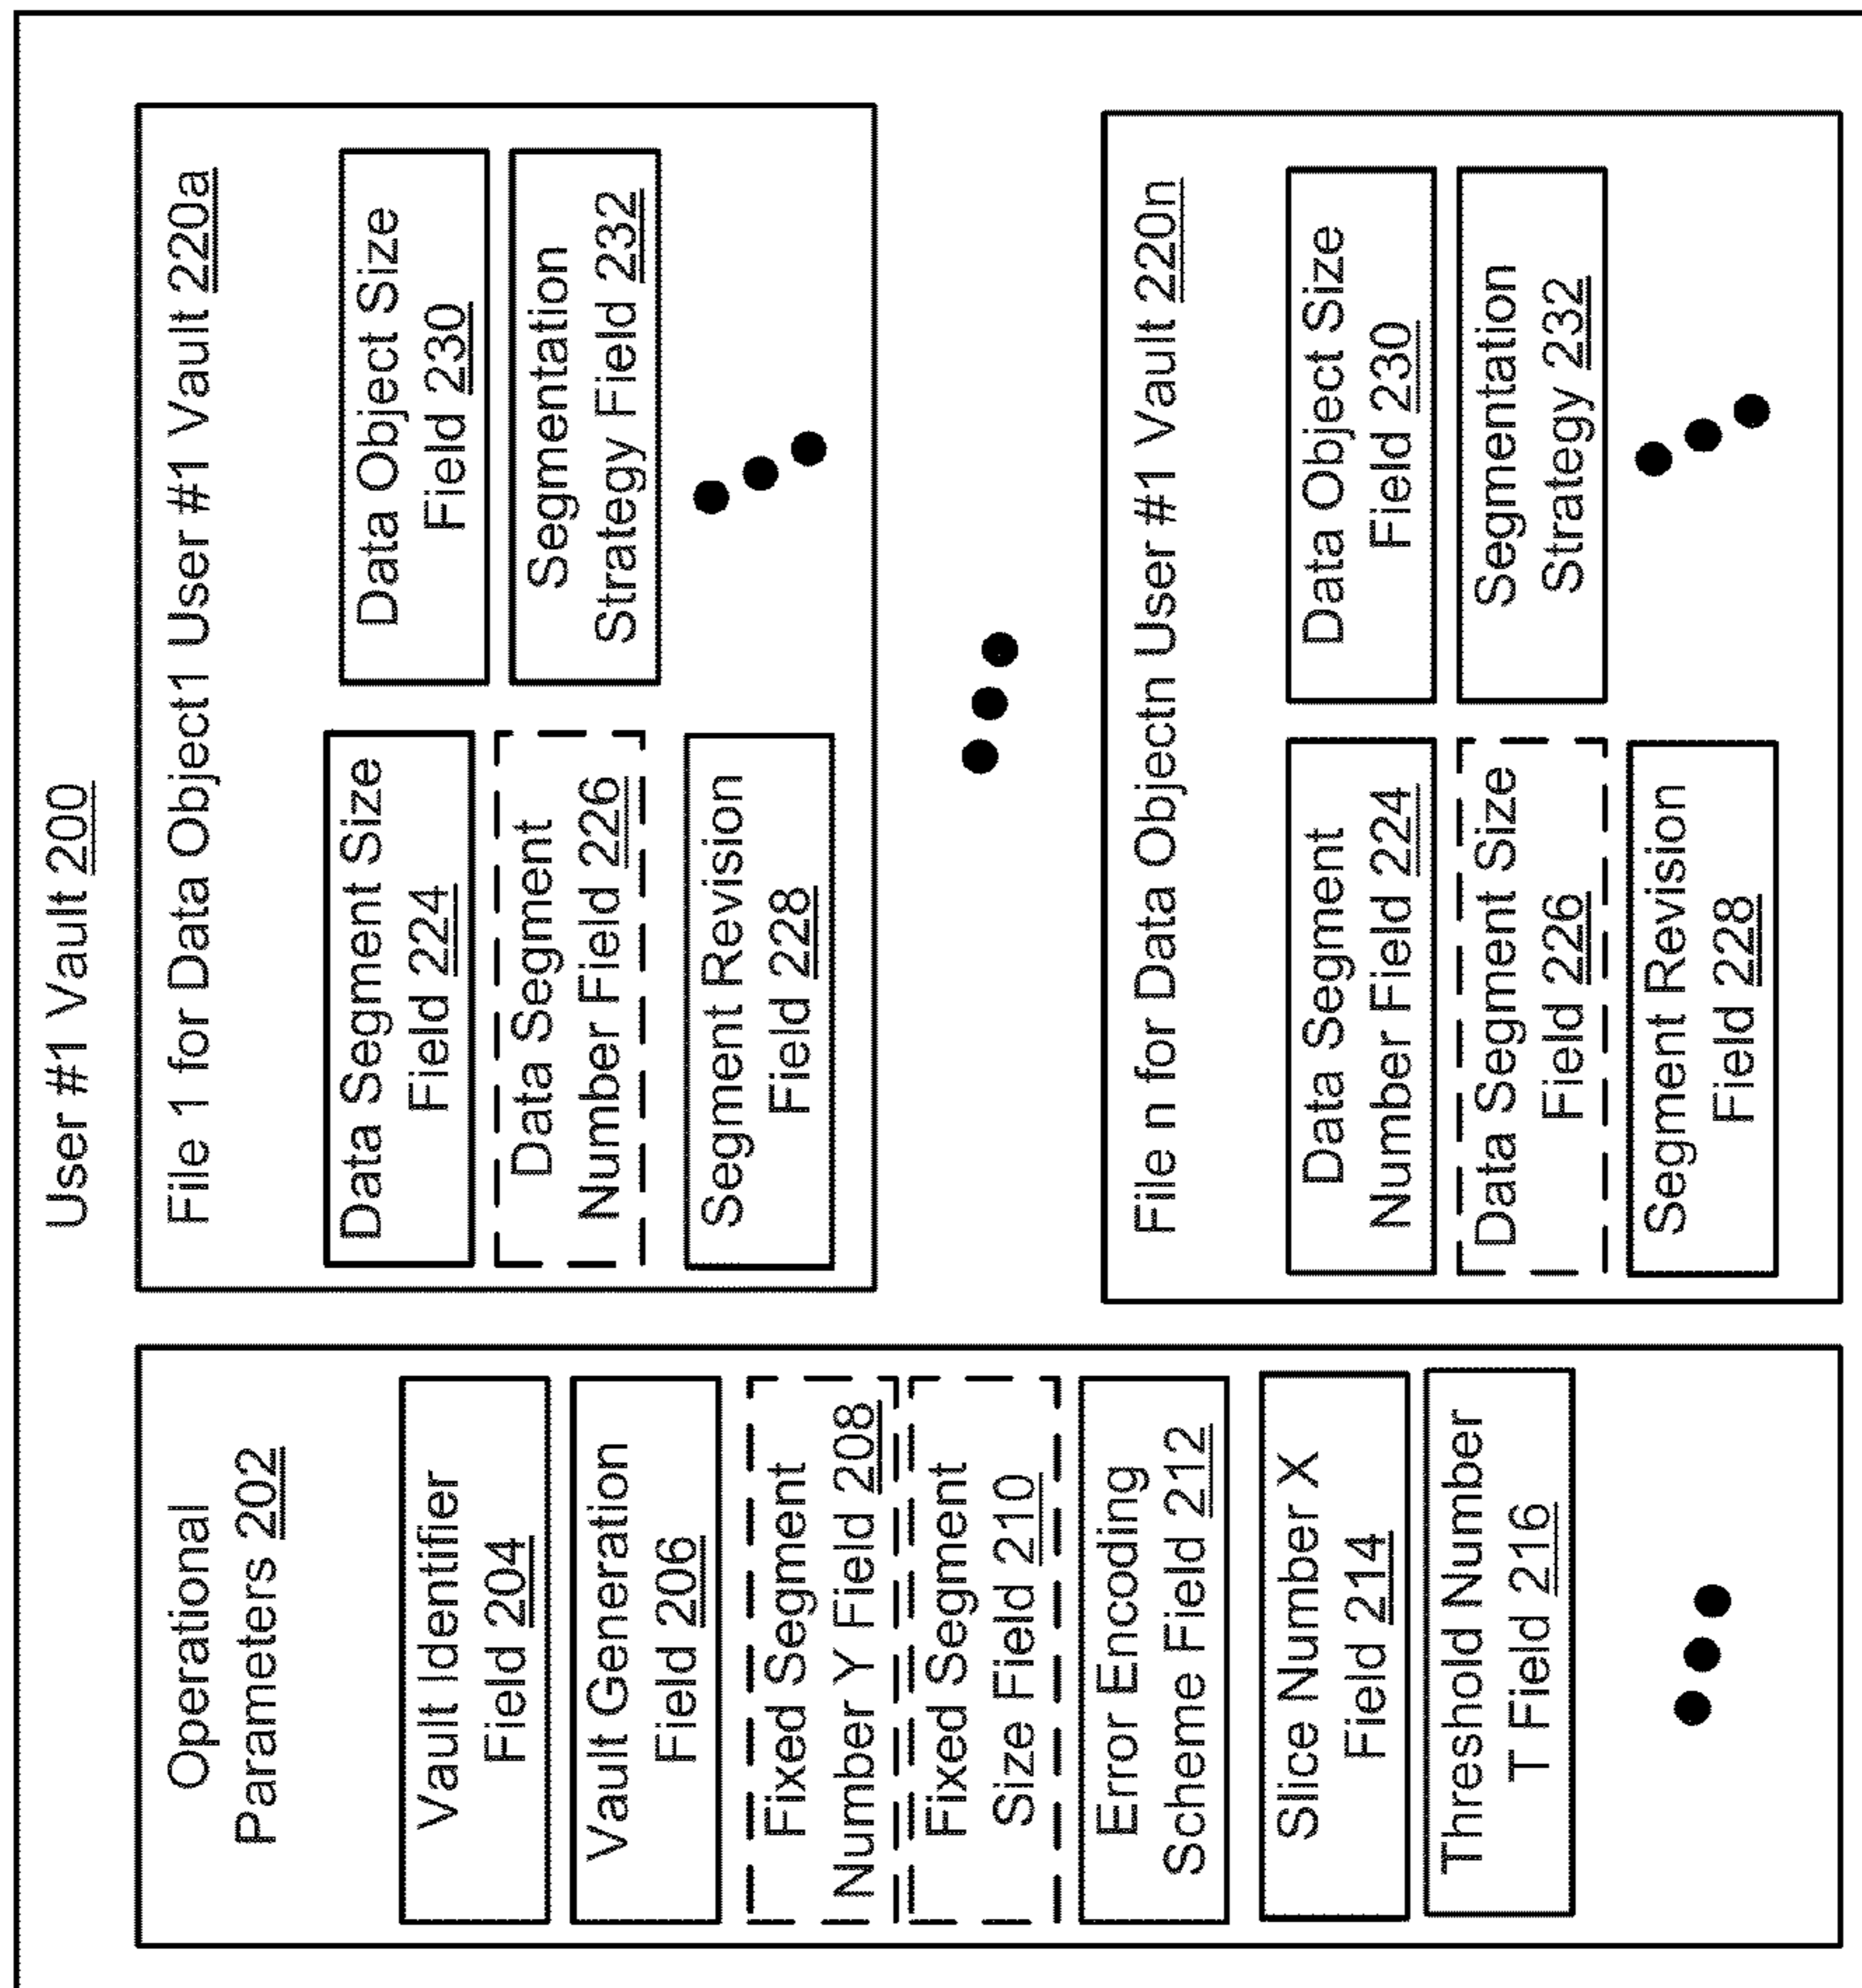 User #1 Vault 200
Operational
Parameters 202
Vault Identifier
Field 204
Vault Generation
Field 206
Fixed Segment
Number Y Field 208
Fixed Segment
Size Field 210
Error Encoding
Scheme Field 212
Slice Number X
Field 214
Threshold Number
T Field 216
File 1 for Data Object1 User #1 Vault 220a
Data Segment Size
Field 224
Data Segment
Number Field 226
Segment Revision
Field 228
Data Object Size
Field 230
Segmentation
Strategy Field 232
File n for Data Objectn User #1 Vault 220n
Data Segment
Number Field 224
Data Segment Size
Field 226
Segment Revision
Field 228
Data Object Size
Field 230
Segmentation
Strategy 232